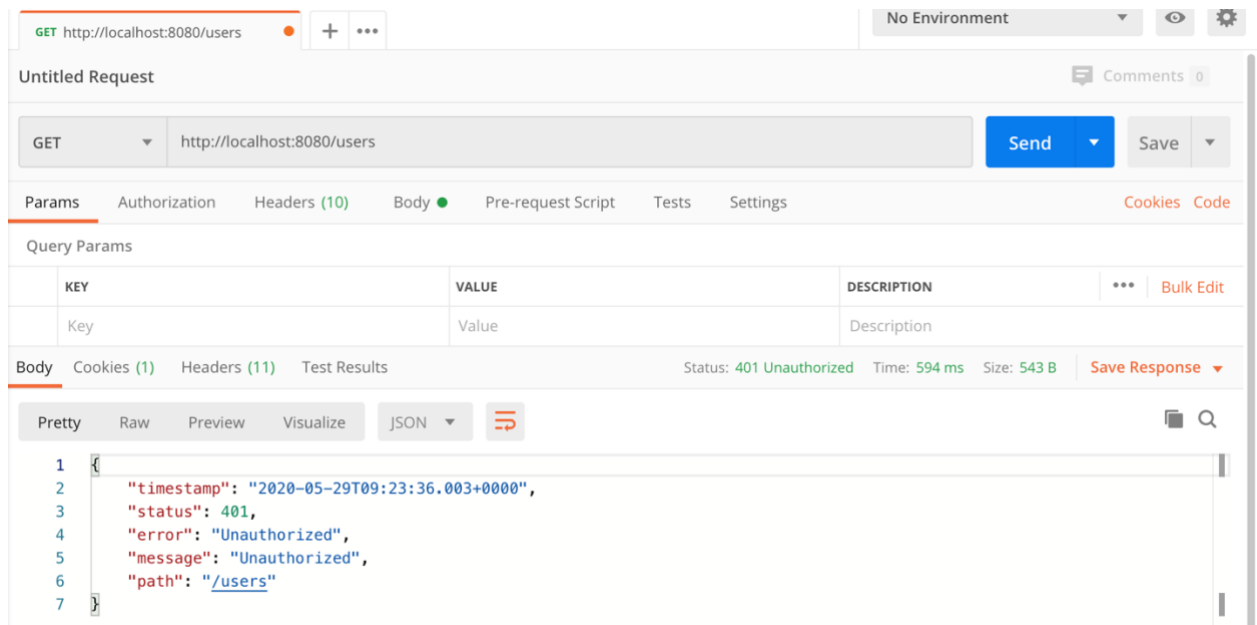 GET http://localhost:8080/users
No Environment
Untitled Request
Comments 0
GET http://localhost:8080/users Send Save
Params Authorization Headers (10) Body Pre-request Script Tests Settings Cookies Code
Query Params
KEY VALUE DESCRIPTION Bulk Edit
Key Value Description
Body Cookies (1) Headers (11) Test Results Status: 401 Unauthorized Time: 594 ms Size: 543 B Save Response
Pretty Raw Preview Visualize JSON
1 {
2 "timestamp": "2020-05-29T09:23:36.003+0000",
3 "status": 401,
4 "error": "Unauthorized",
5 "message": "Unauthorized",
6 "path": "/users"
7 }